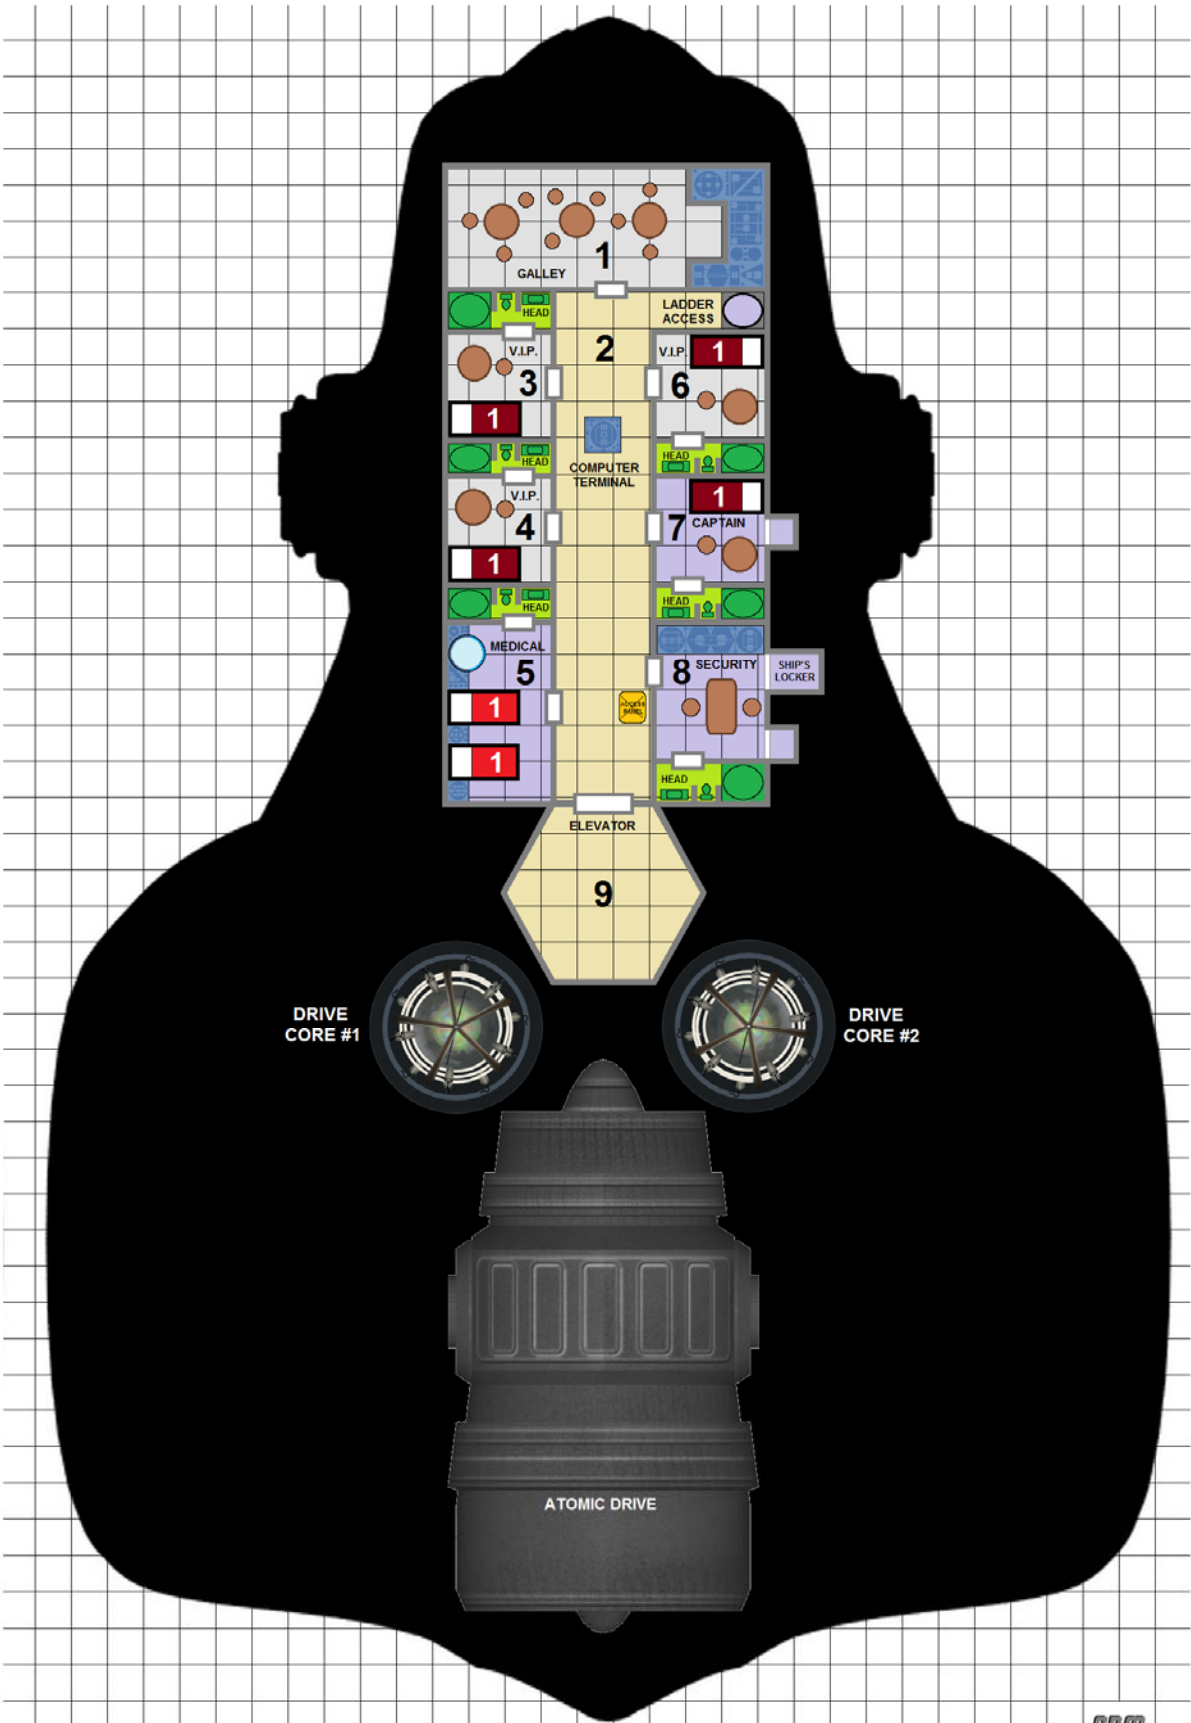 1
GALLEY
HEAD
LADDER
ACCESS
2
V.I.P.
3
1
V.I.P.
1
6
HEAD
COMPUTER
TERMINAL
HEAD
V.I.P.
4
1
1
7 CAPTAIN
HEAD
HEAD
MEDICAL
5
1
1
8 SECURITY
SHIP'S
LOCKER
ACCESS
PANEL
HEAD
ELEVATOR
9
DRIVE
CORE #1
DRIVE
CORE #2
ATOMIC DRIVE